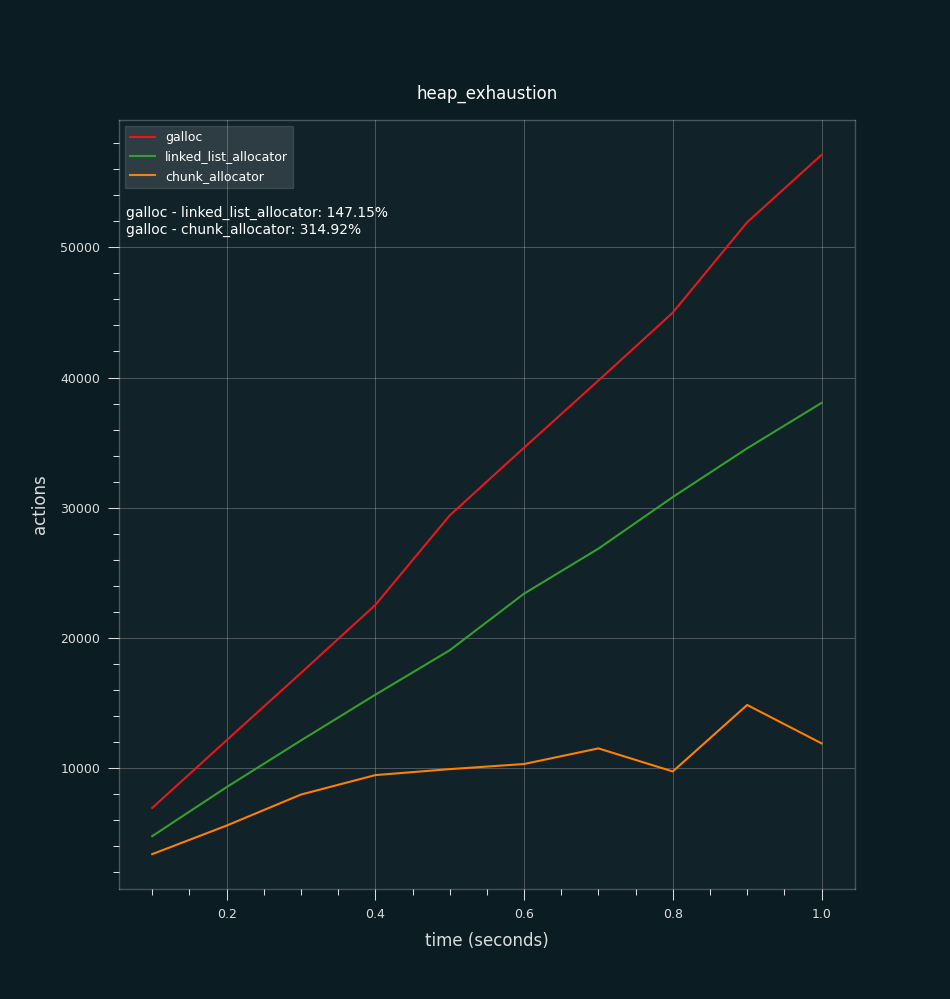 heap_exhaustion
galloc
linked_list_allocator
chunk_allocator
galloc - linked_list_allocator: 147.15%
galloc - chunk_allocator: 314.92%
50000
40000
30000
20000
10000
actions
0.2
0.4
0.6
0.8
1.0
time (seconds)